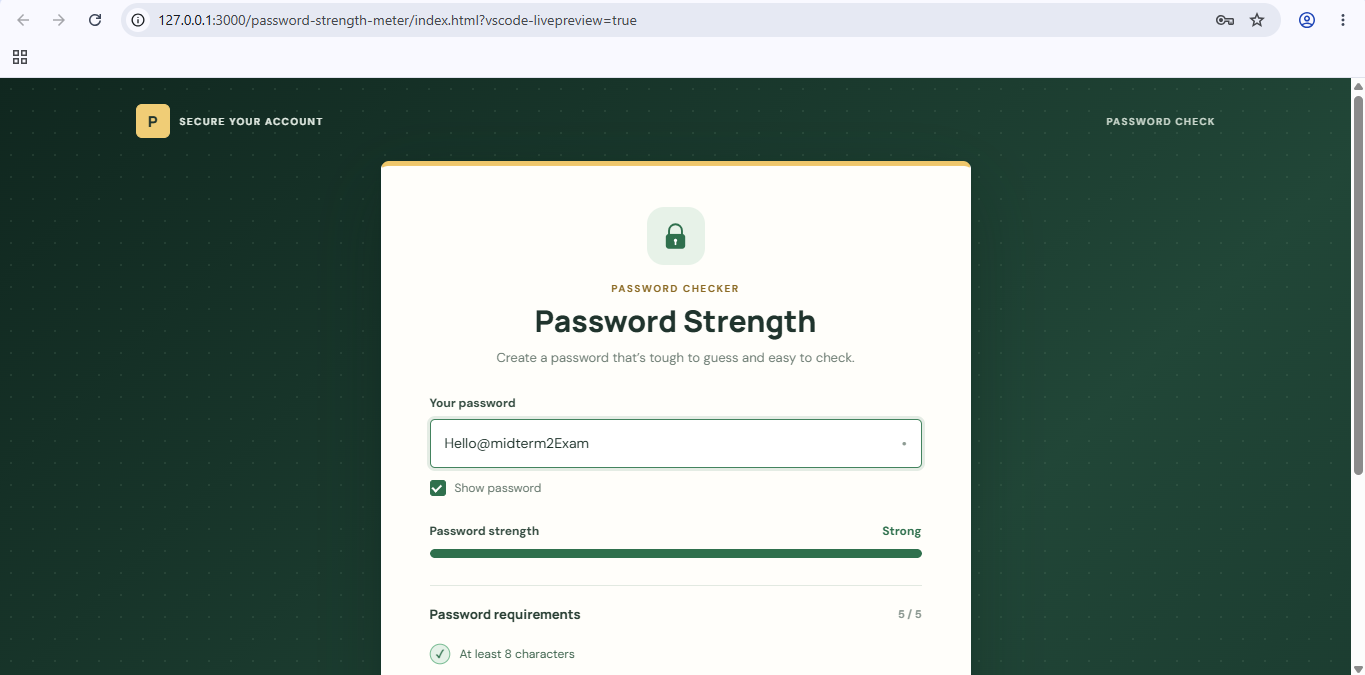 127.0.0.1:3000/password-strength-meter/index.html?vscode-livepreview=true
P SECURE YOUR ACCOUNT
PASSWORD CHECK
PASSWORD CHECKER
Password Strength
Create a password that’s tough to guess and easy to check.
Your password
Hello@midterm2Exam
Show password
Password strength Strong
Password requirements 5 / 5
✓ At least 8 characters